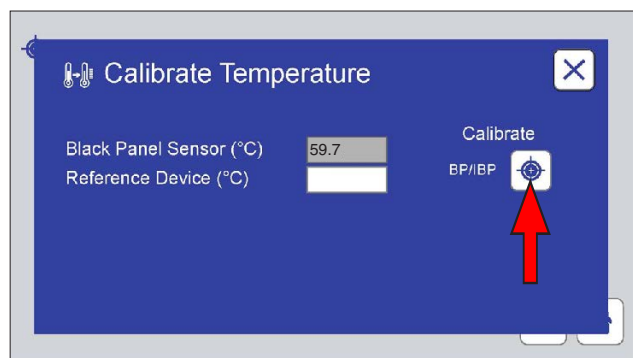 Calibrate Temperature
Calibrate
Black Panel Sensor (°C) 59.7
BP/IBP
Reference Device (°C)